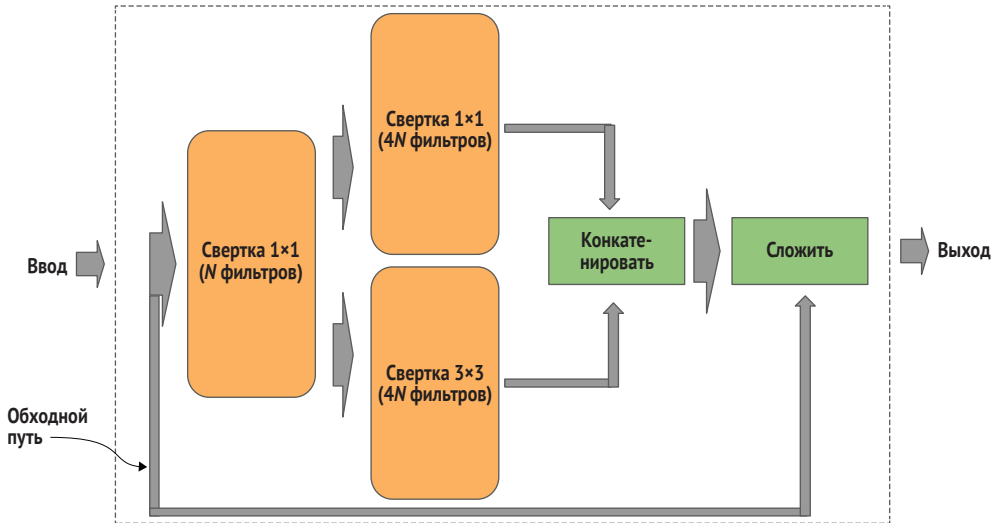 Ввод
Свертка 1×1
(N фильтров)
Свертка 1×1
(4N фильтров)
Свертка 3×3
(4N фильтров)
Конкате-
нировать
Сложить
Выход
Обходной
путь